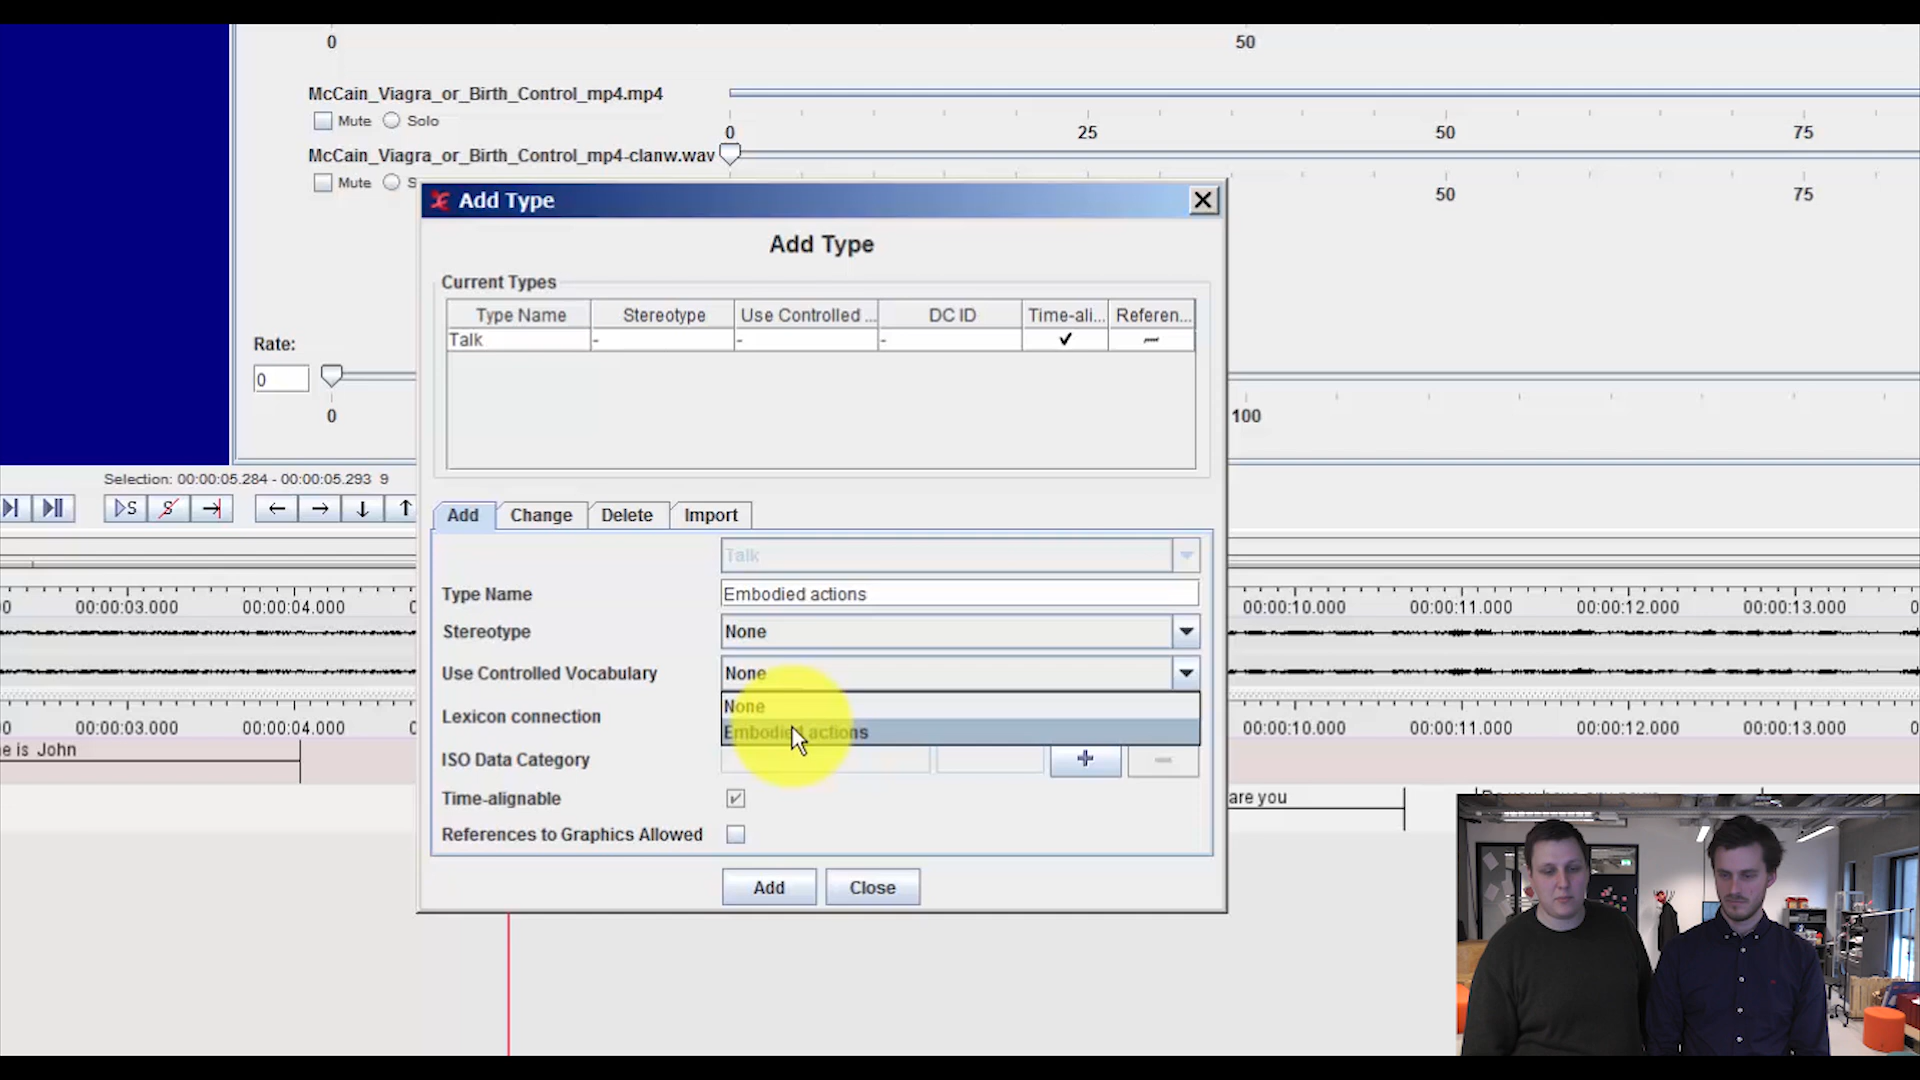 0 50
McCain_Viagra_or_Birth_Control_mp4.mp4
Mute Solo
0 25 50 75
McCain_Viagra_or_Birth_Control_mp4-clanw.wav
Mute S
50 75
Add Type
Add Type
Current Types
Type Name Stereotype Use Controlled ... DC ID Time-ali... Referen...
Talk - - -
Rate:
0
0 100
Selection: 00:00:05.284 - 00:00:05.293 9
S S
Add Change Delete Import
Talk
Type Name Embodied actions
Stereotype None
Use Controlled Vocabulary None
None
Embodied actions
Lexicon connection
ISO Data Category
Time-alignable
References to Graphics Allowed
Add Close
0 00:00:03.000 00:00:04.000 00:00:10.000 00:00:11.000 00:00:12.000 00:00:13.000
0 00:00:03.000 00:00:04.000 00:00:10.000 00:00:11.000 00:00:12.000 00:00:13.000
e is John
are you